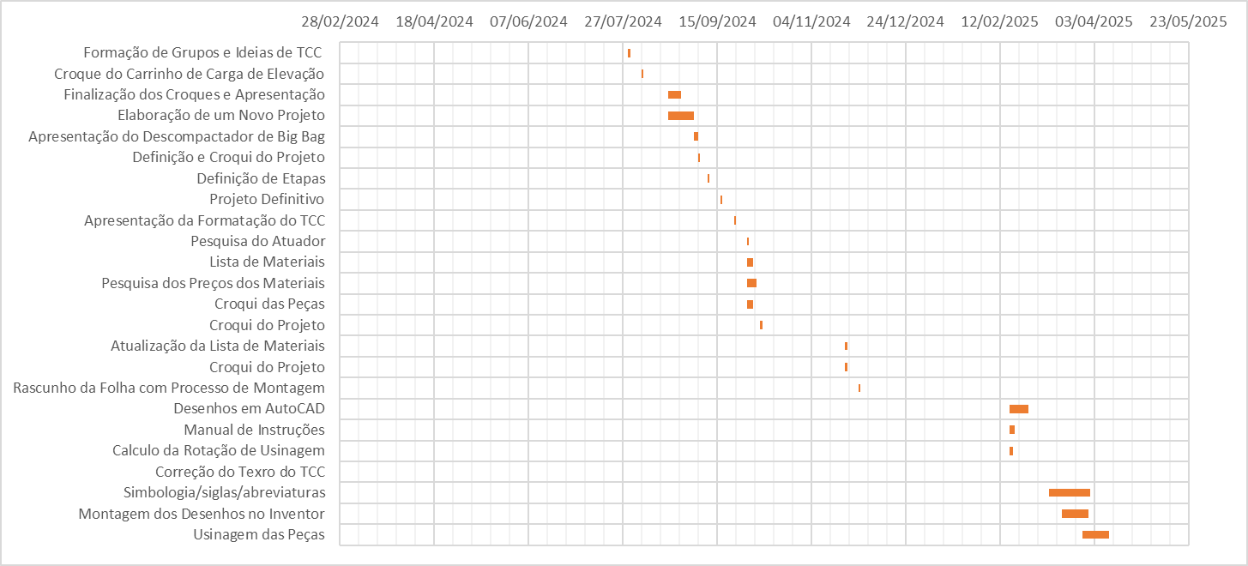 28/02/2024 18/04/2024 07/06/2024 27/07/2024 15/09/2024 04/11/2024 24/12/2024 12/02/2025 03/04/2025 23/05/2025
Formação de Grupos e Ideias de TCC
Croque do Carrinho de Carga de Elevação
Finalização dos Croques e Apresentação
Elaboração de um Novo Projeto
Apresentação do Descompactador de Big Bag
Definição e Croqui do Projeto
Definição de Etapas
Projeto Definitivo
Apresentação da Formatação do TCC
Pesquisa do Atuador
Lista de Materiais
Pesquisa dos Preços dos Materiais
Croqui das Peças
Croqui do Projeto
Atualização da Lista de Materiais
Croqui do Projeto
Rascunho da Folha com Processo de Montagem
Desenhos em AutoCAD
Manual de Instruções
Calculo da Rotação de Usinagem
Correção do Texro do TCC
Simbologia/siglas/abreviaturas
Montagem dos Desenhos no Inventor
Usinagem das Peças